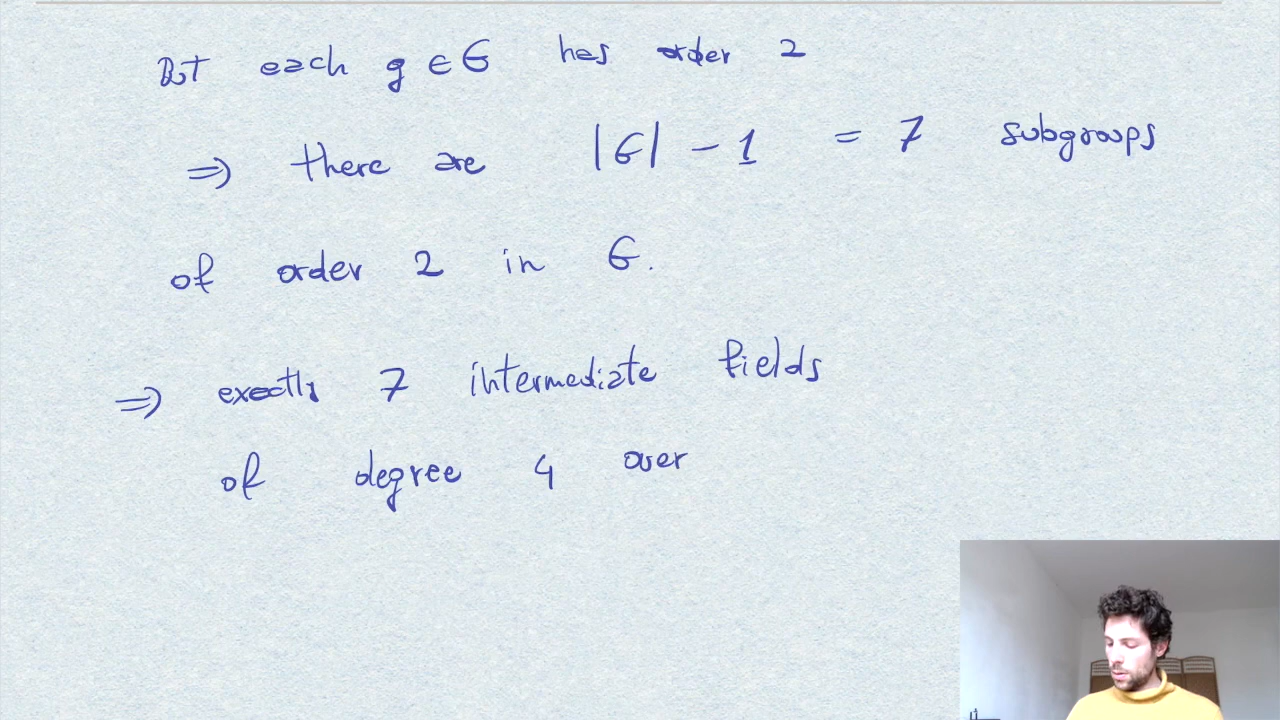 But each g ∈ G has order 2
⇒ there are |G| - 1 = 7 subgroups
of order 2 in G.
⇒ exactly 7 intermediate fields
of degree 4 over